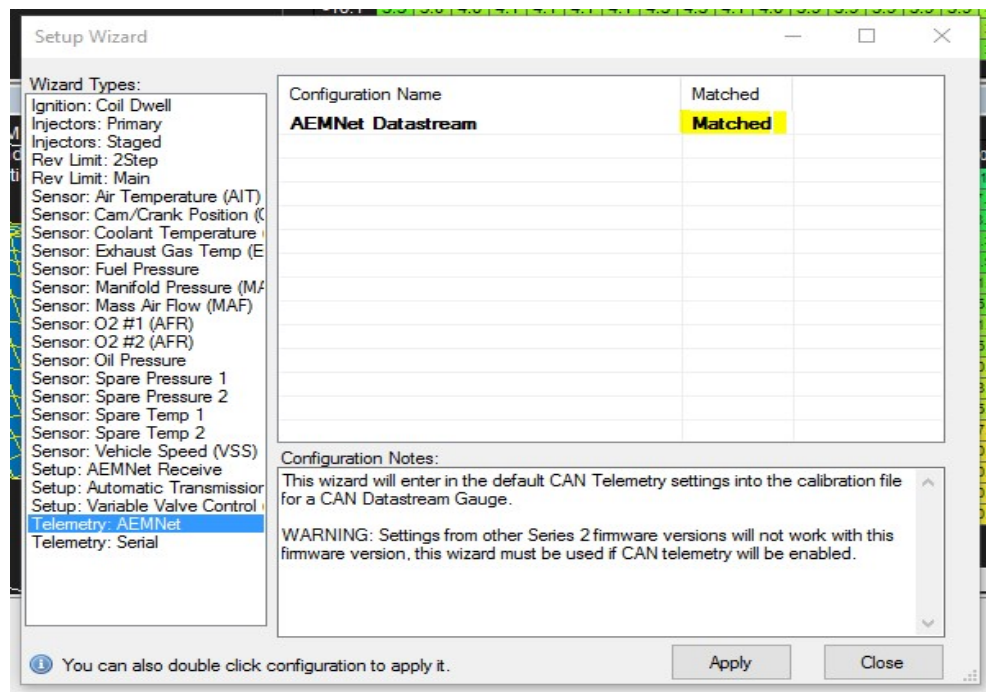 Setup Wizard
Wizard Types:
Ignition: Coil Dwell
Injectors: Primary
Injectors: Staged
Rev Limit: 2Step
Rev Limit: Main
Sensor: Air Temperature (AIT)
Sensor: Cam/Crank Position (
Sensor: Coolant Temperature
Sensor: Exhaust Gas Temp (E
Sensor: Fuel Pressure
Sensor: Manifold Pressure (MA
Sensor: Mass Air Flow (MAF)
Sensor: O2 #1 (AFR)
Sensor: O2 #2 (AFR)
Sensor: Oil Pressure
Sensor: Spare Pressure 1
Sensor: Spare Pressure 2
Sensor: Spare Temp 1
Sensor: Spare Temp 2
Sensor: Vehicle Speed (VSS)
Setup: AEMNet Receive
Setup: Automatic Transmission
Setup: Variable Valve Control
Telemetry: AEMNet
Telemetry: Serial
Configuration Name Matched
AEMNet Datastream Matched
Configuration Notes:
This wizard will enter in the default CAN Telemetry settings into the calibration file
for a CAN Datastream Gauge.
WARNING: Settings from other Series 2 firmware versions will not work with this
firmware version, this wizard must be used if CAN telemetry will be enabled.
You can also double click configuration to apply it.
Apply Close